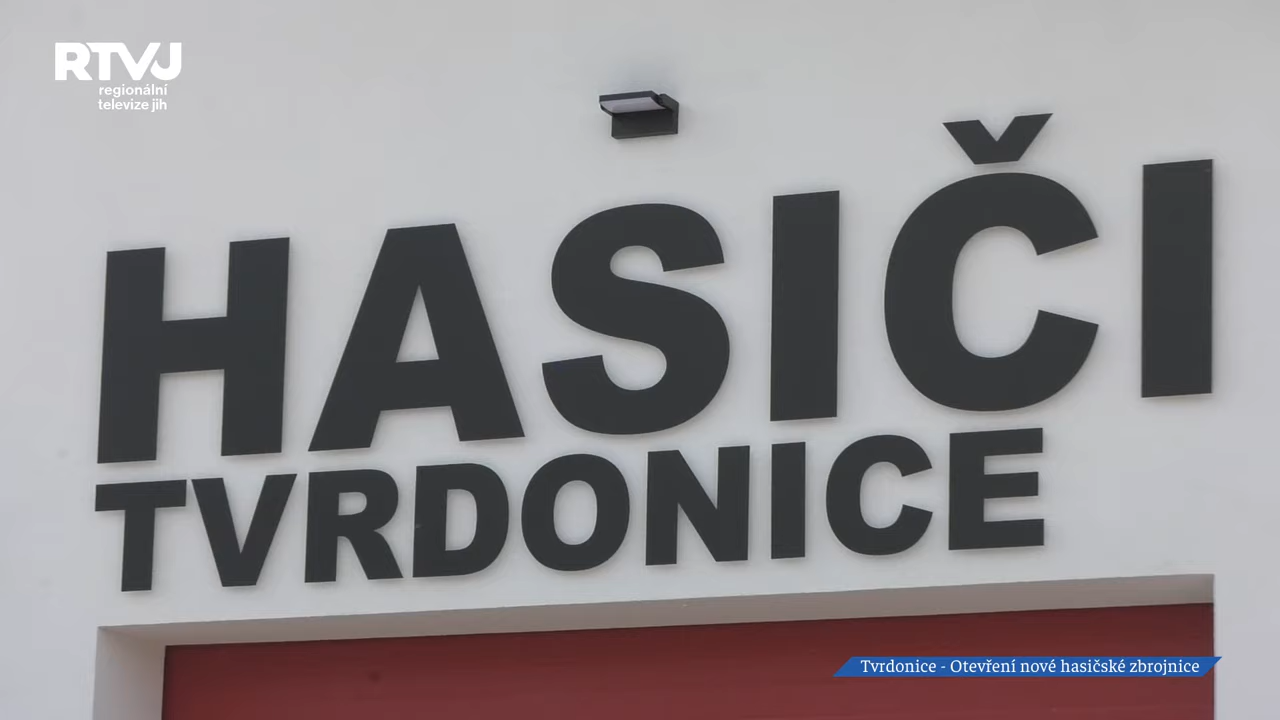 RTVJ
regionální
televize jih
HASIČI
TVRDONICE
Tvrdonice - Otevření nové hasičské zbrojnice